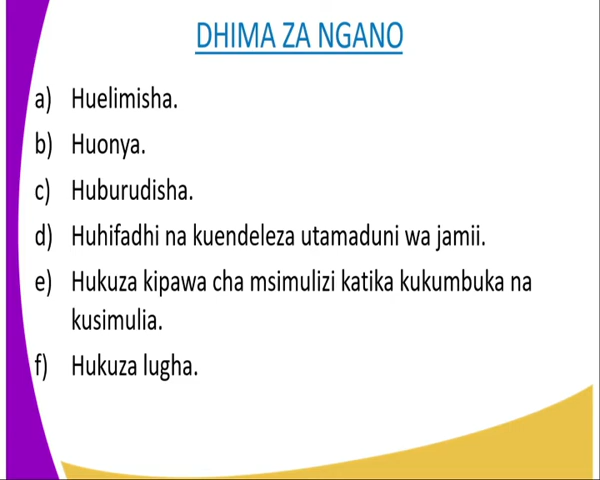 DHIMA ZA NGANO
a) Huelimisha.
b) Huonya.
c) Huburudisha.
d) Huhifadhi na kuendeleza utamaduni wa jamii.
e) Hukuza kipawa cha msimulizi katika kukumbuka na
kusimulia.
f) Hukuza lugha.